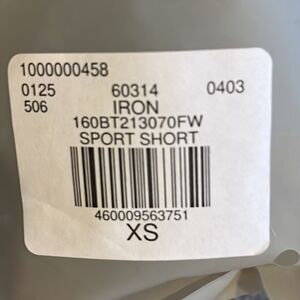 1000000458
0125 60314 0403
506 IRON
160BT213070FW
SPORT SHORT
460009563751
XS